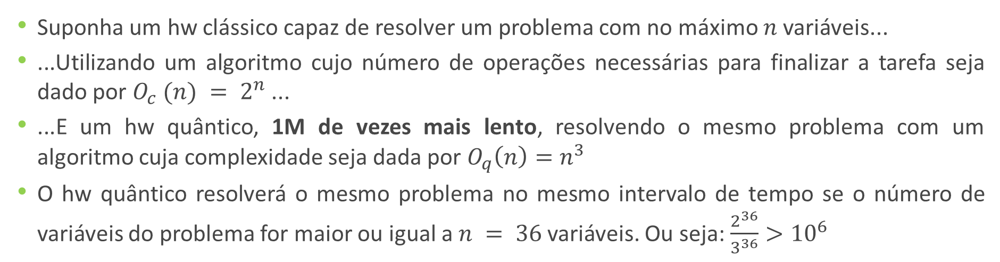 • Suponha um hw clássico capaz de resolver um problema com no máximo n variáveis...
• ...Utilizando um algoritmo cujo número de operações necessárias para finalizar a tarefa seja
dado por O_c (n) = 2^n ...
• ...E um hw quântico, 1M de vezes mais lento, resolvendo o mesmo problema com um
algoritmo cuja complexidade seja dada por O_q(n) = n^3
• O hw quântico resolverá o mesmo problema no mesmo intervalo de tempo se o número de
variáveis do problema for maior ou igual a n = 36 variáveis. Ou seja: 2^36/3^36 > 10^6